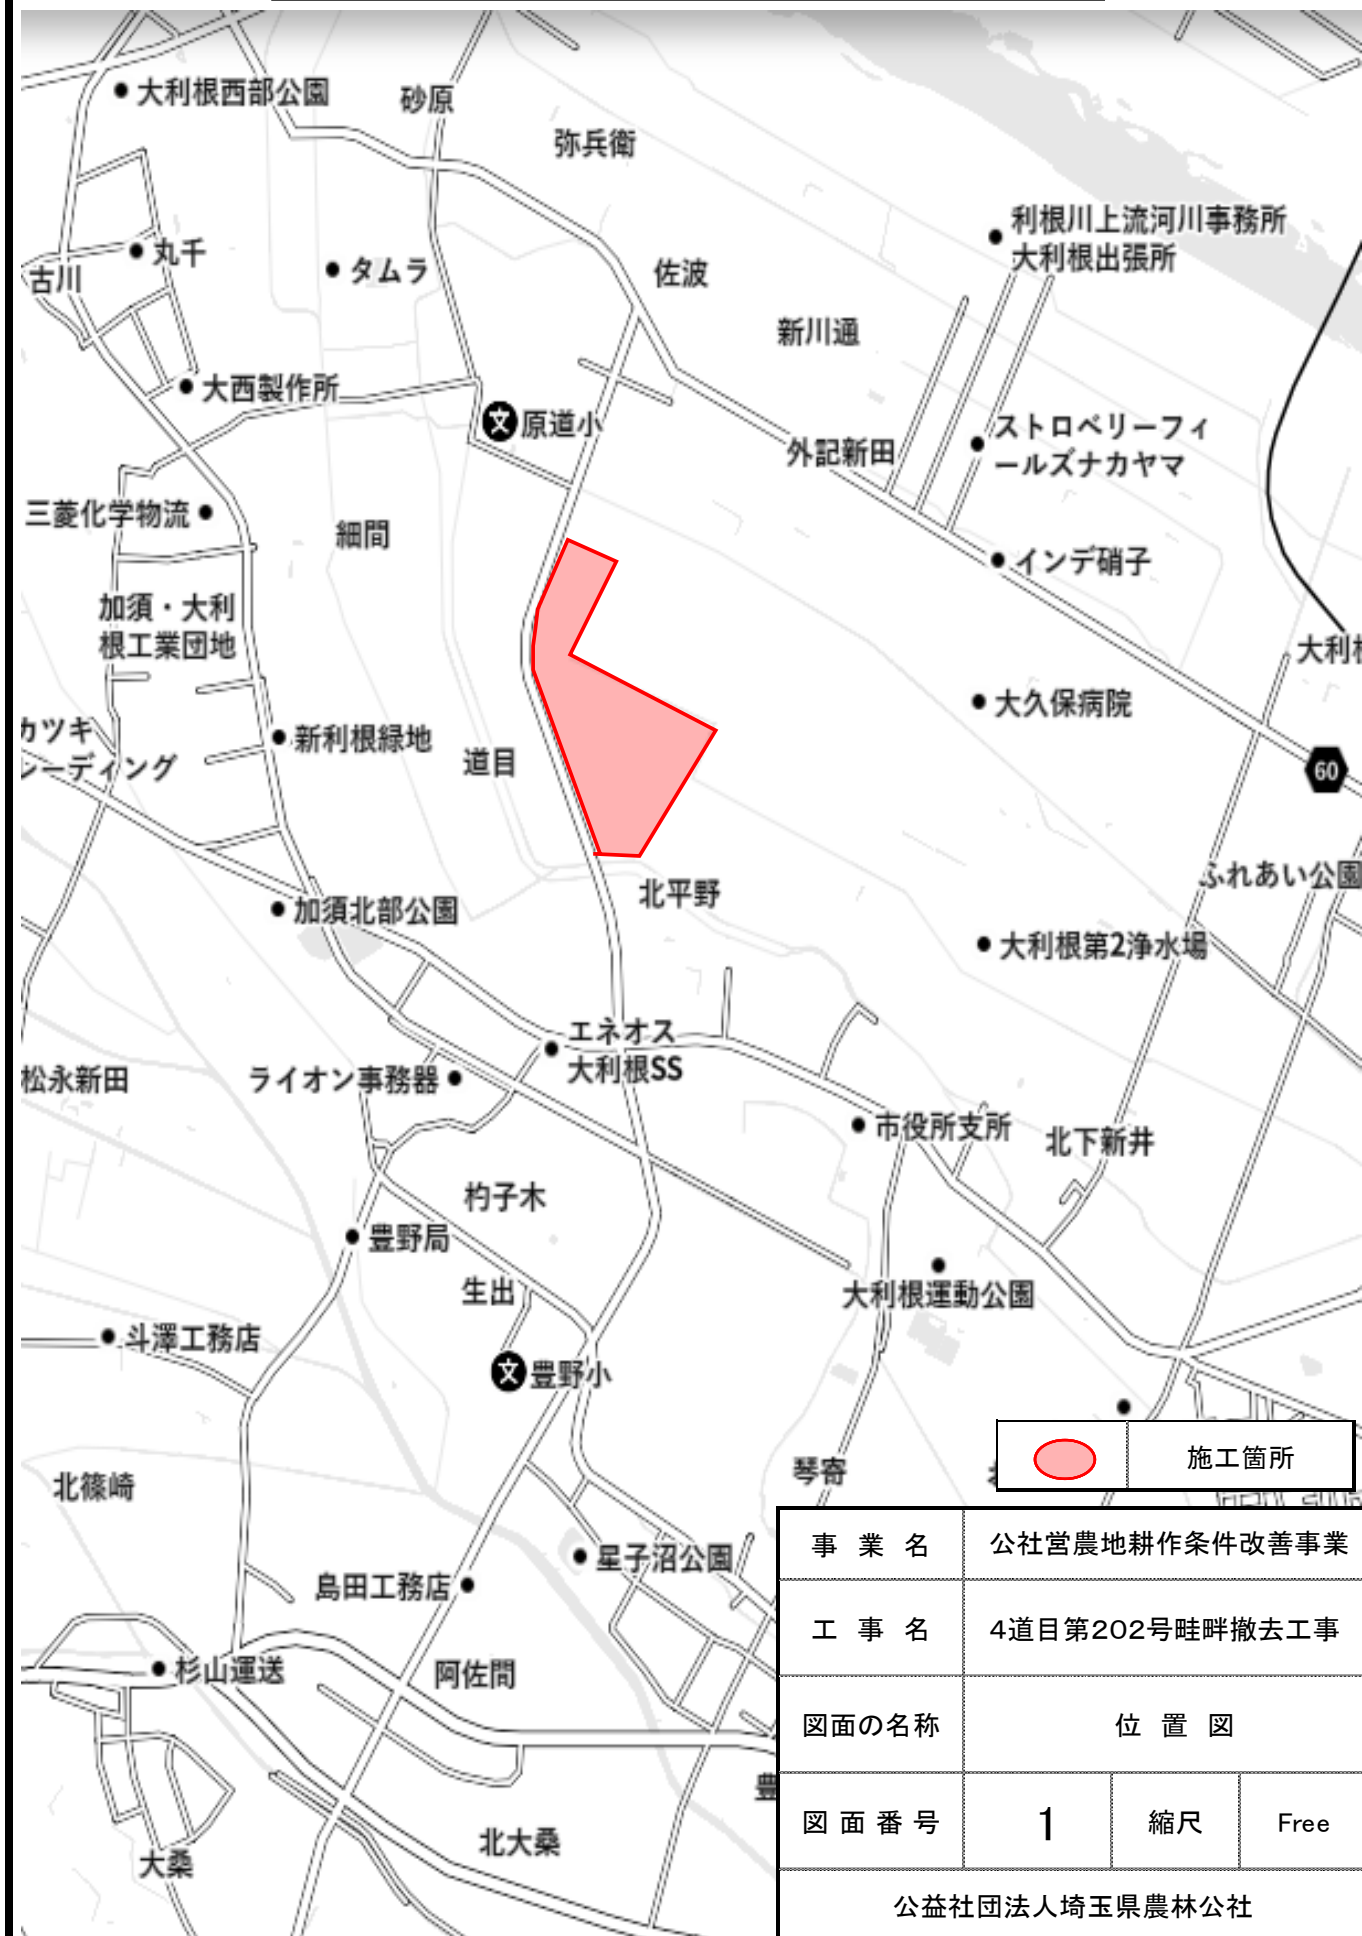 大利根西部公園
砂原
弥兵衛
利根川上流河川事務所
大利根出張所
丸千
古川
タムラ
佐波
新川通
大西製作所
文
原道小
外記新田
ストロベリーフィ
ールズナカヤマ
三菱化学物流
細間
インデ硝子
加須・大利
根工業団地
大利根
大久保病院
カツキ
レーディング
新利根緑地
道目
60
ふれあい公園
北平野
加須北部公園
大利根第2浄水場
エネオス
大利根SS
松永新田
ライオン事務器
市役所支所
北下新井
杓子木
豊野局
生出
大利根運動公園
斗澤工務店
文
豊野小
施工箇所
琴寄
北篠崎
星子沼公園
島田工務店
杉山運送
阿佐間
豊
北大桑
大桑
事 業 名
公社営農地耕作条件改善事業
工 事 名
4道目第202号畦畔撤去工事
図面の名称
位 置 図
図 面 番 号
1
縮尺
Free
公益社団法人埼玉県農林公社